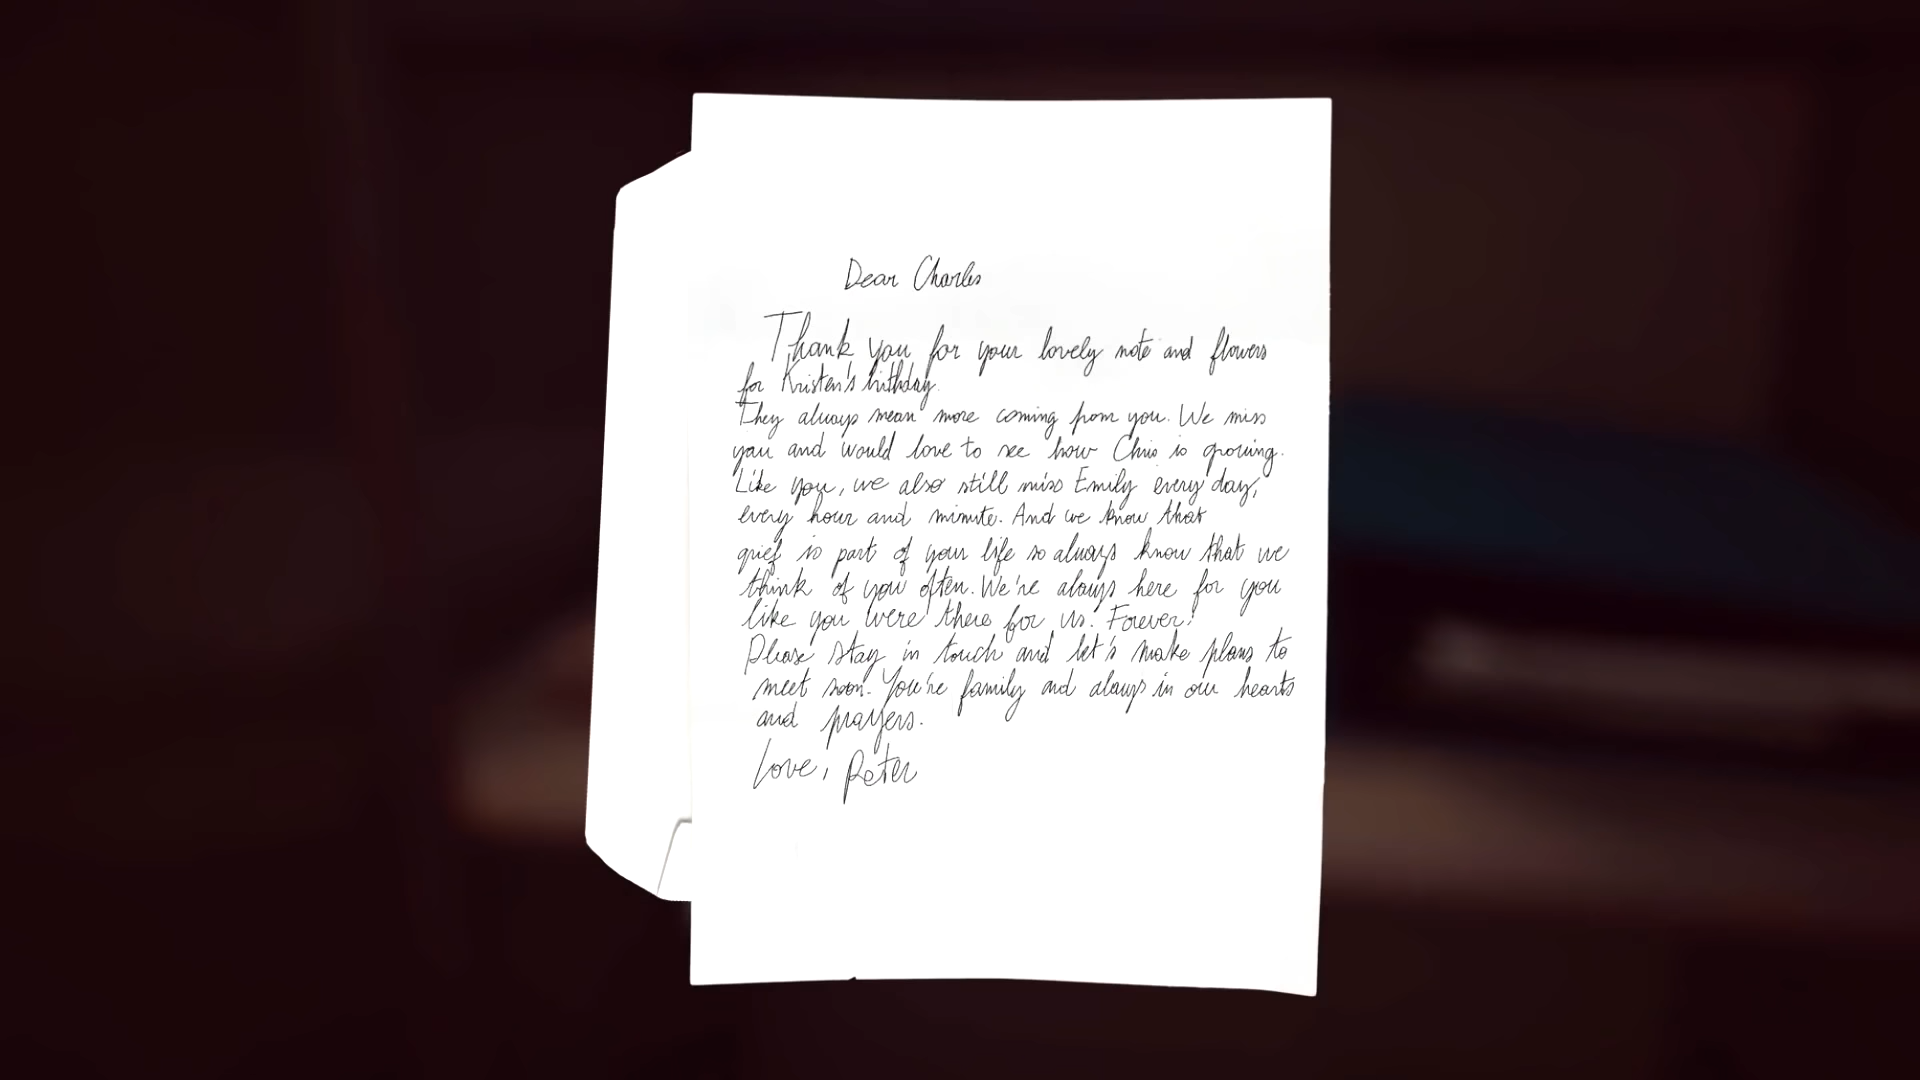 Dear Charles
Thank you for your lovely note and flowers
for Kristen's birthday.
They always mean more coming from you. We miss
you and would love to see how Chris is growing.
Like you, we also still miss Emily every day,
every hour and minute. And we know that
grief is part of your life so always know that we
think of you often. We're always here for you
like you were there for us. Forever!
Please stay in touch and let's make plans to
meet soon. You're family and always in our hearts
and prayers.
Love, Peter